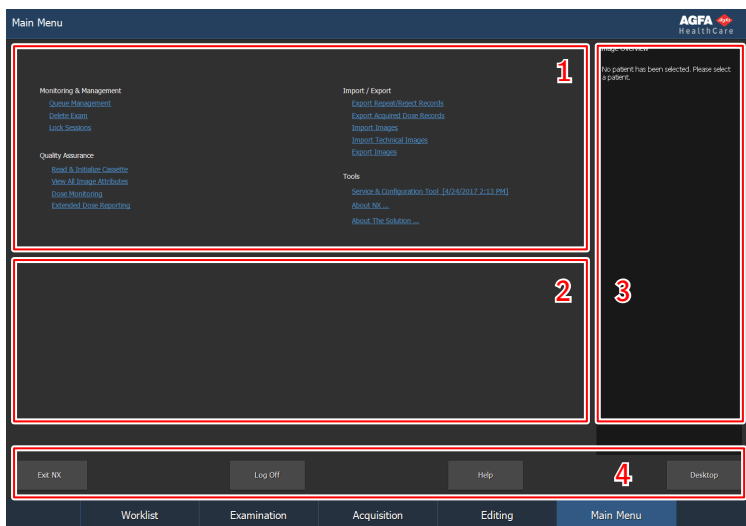 Main Menu
AGFA
HealthCare
1
Monitoring & Management
Queue Management
Delete Exam
Lock Sessions
Quality Assurance
Read & Initialize Cassette
View All Image Attributes
Dose Monitoring
Extended Dose Reporting
Import / Export
Export Repeat/Reject Records
Export Acquired Dose Records
Import Images
Import Technical Images
Export Images
Tools
Service & Configuration Tool [4/24/2017 2:13 PM]
About NX ...
About The Solution ...
Image Overview
No patient has been selected. Please select
a patient.
2
3
Exit NX
Log Off
Help
4
Desktop
Worklist
Examination
Acquisition
Editing
Main Menu